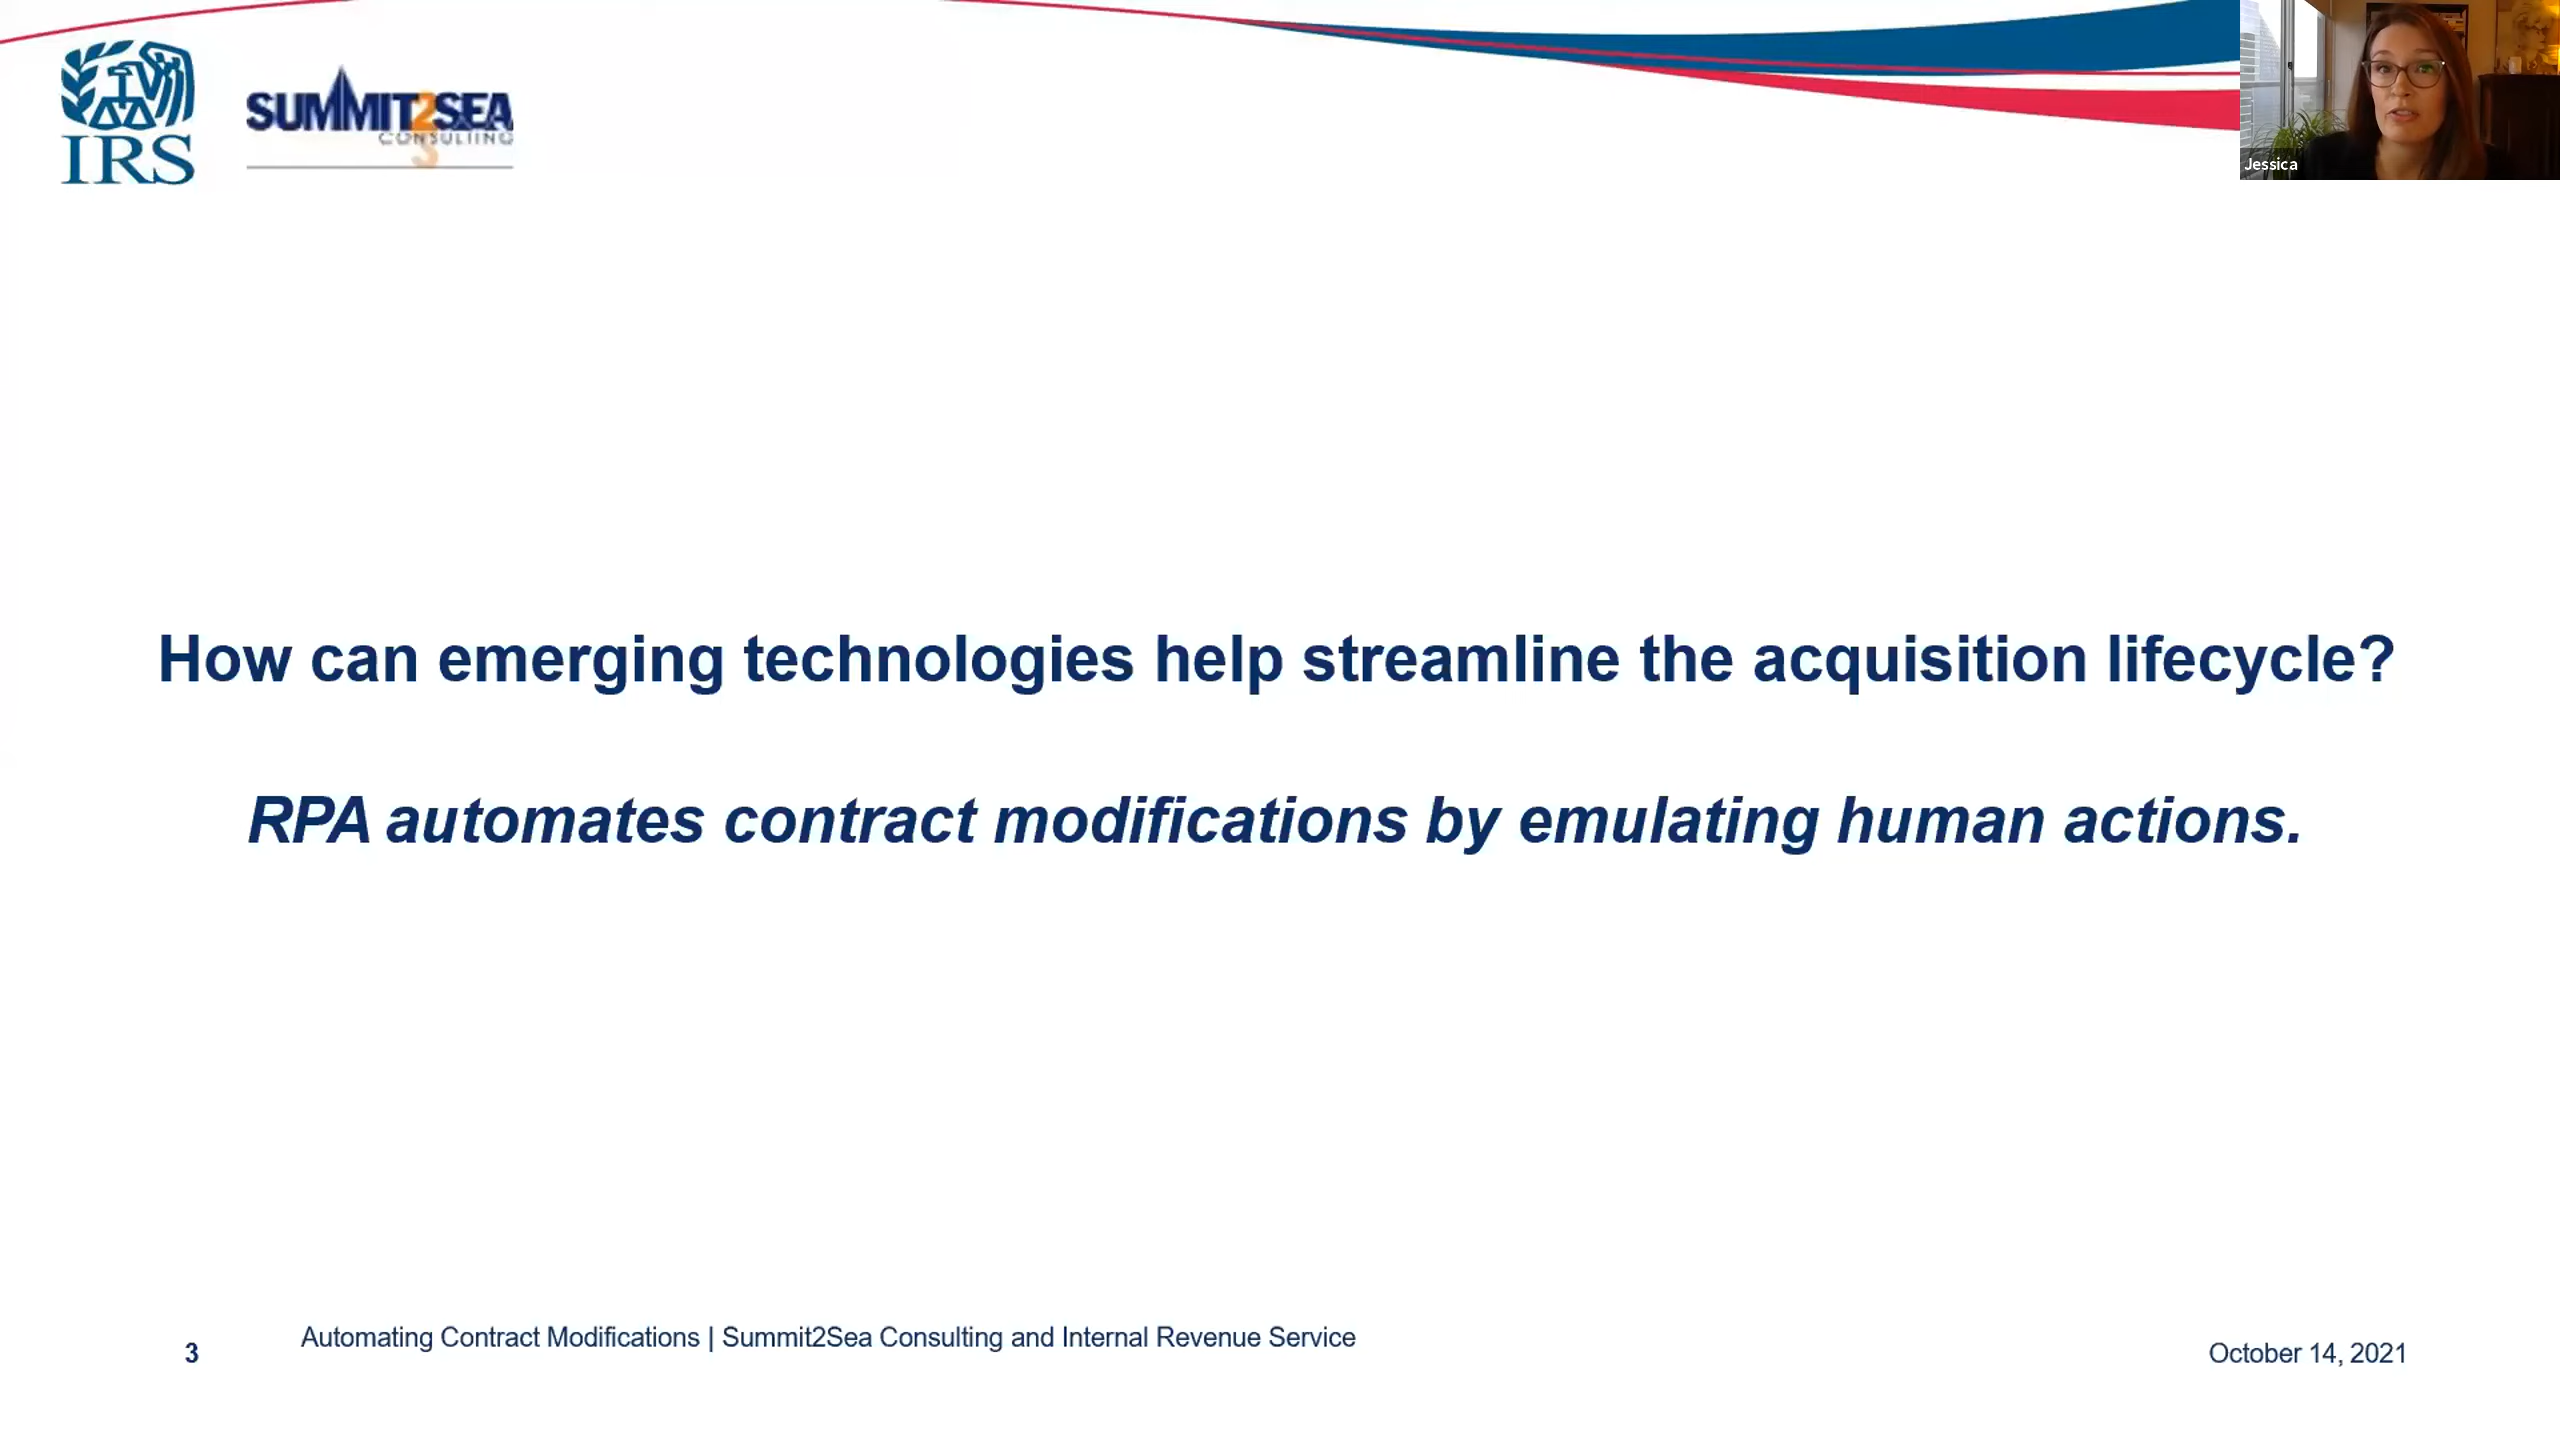 IRS
SUMMIT2SEA
CONSULTING
Jessica
How can emerging technologies help streamline the acquisition lifecycle?
RPA automates contract modifications by emulating human actions.
3
Automating Contract Modifications | Summit2Sea Consulting and Internal Revenue Service
October 14, 2021